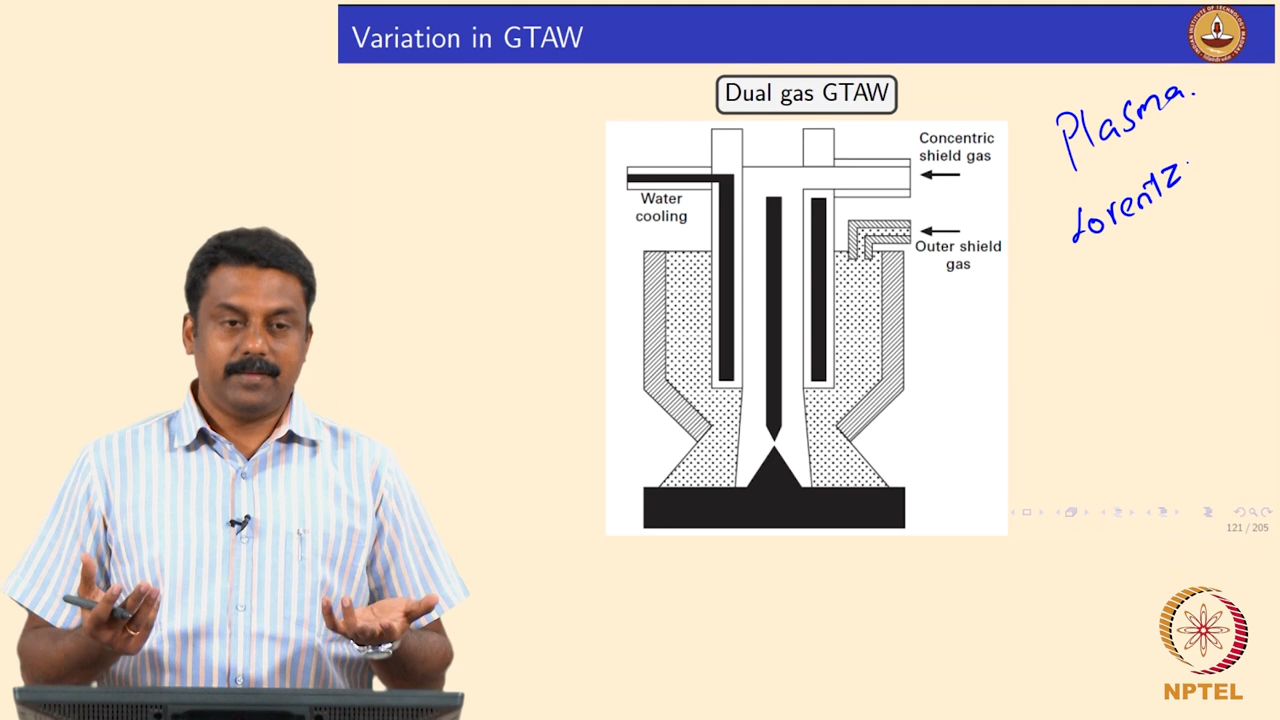 Variation in GTAW
Dual gas GTAW
Concentric
shield gas
Water
cooling
Outer shield
gas
Plasma.
Lorentz.
121 / 205
NPTEL